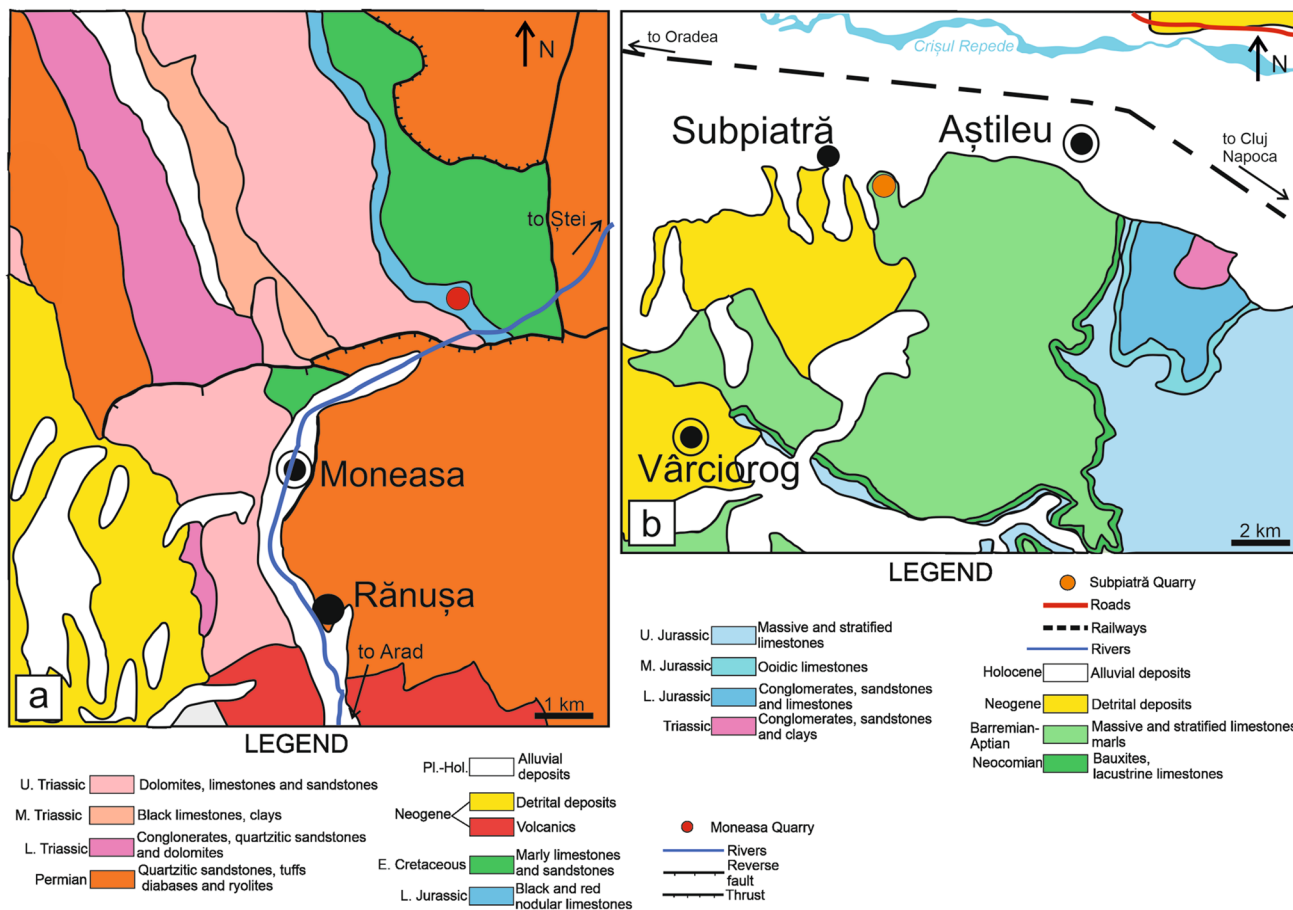 N
to Ștei
Moneasa
Rănușa
to Arad
a
1 km
LEGEND
U. Triassic
Dolomites, limestones and sandstones
M. Triassic
Black limestones, clays
L. Triassic
Conglonerates, quartzitic sandstones
and dolomites
Permian
Quartzitic sandstones, tuffs
diabases and ryolites
Pl.-Hol.
Alluvial
deposits
Neogene
Detrital deposits
Volcanics
E. Cretaceous
Marly limestones
and sandstones
L. Jurassic
Black and red
nodular limestones
Moneasa Quarry
Rivers
Reverse
fault
Thrust
to Oradea
Crișul Repede
N
Subpiatră
Aștileu
to Cluj
Napoca
Vârciorog
b
2 km
LEGEND
U. Jurassic
Massive and stratified
limestones
M. Jurassic
Ooidic limestones
L. Jurassic
Conglomerates, sandstones
and limestones
Triassic
Conglomerates, sandstones
and clays
Subpiatră Quarry
Roads
Railways
Rivers
Holocene
Alluvial deposits
Neogene
Detrital deposits
Barremian-
Aptian
Massive and stratified limestones
marls
Neocomian
Bauxites,
lacustrine limestones